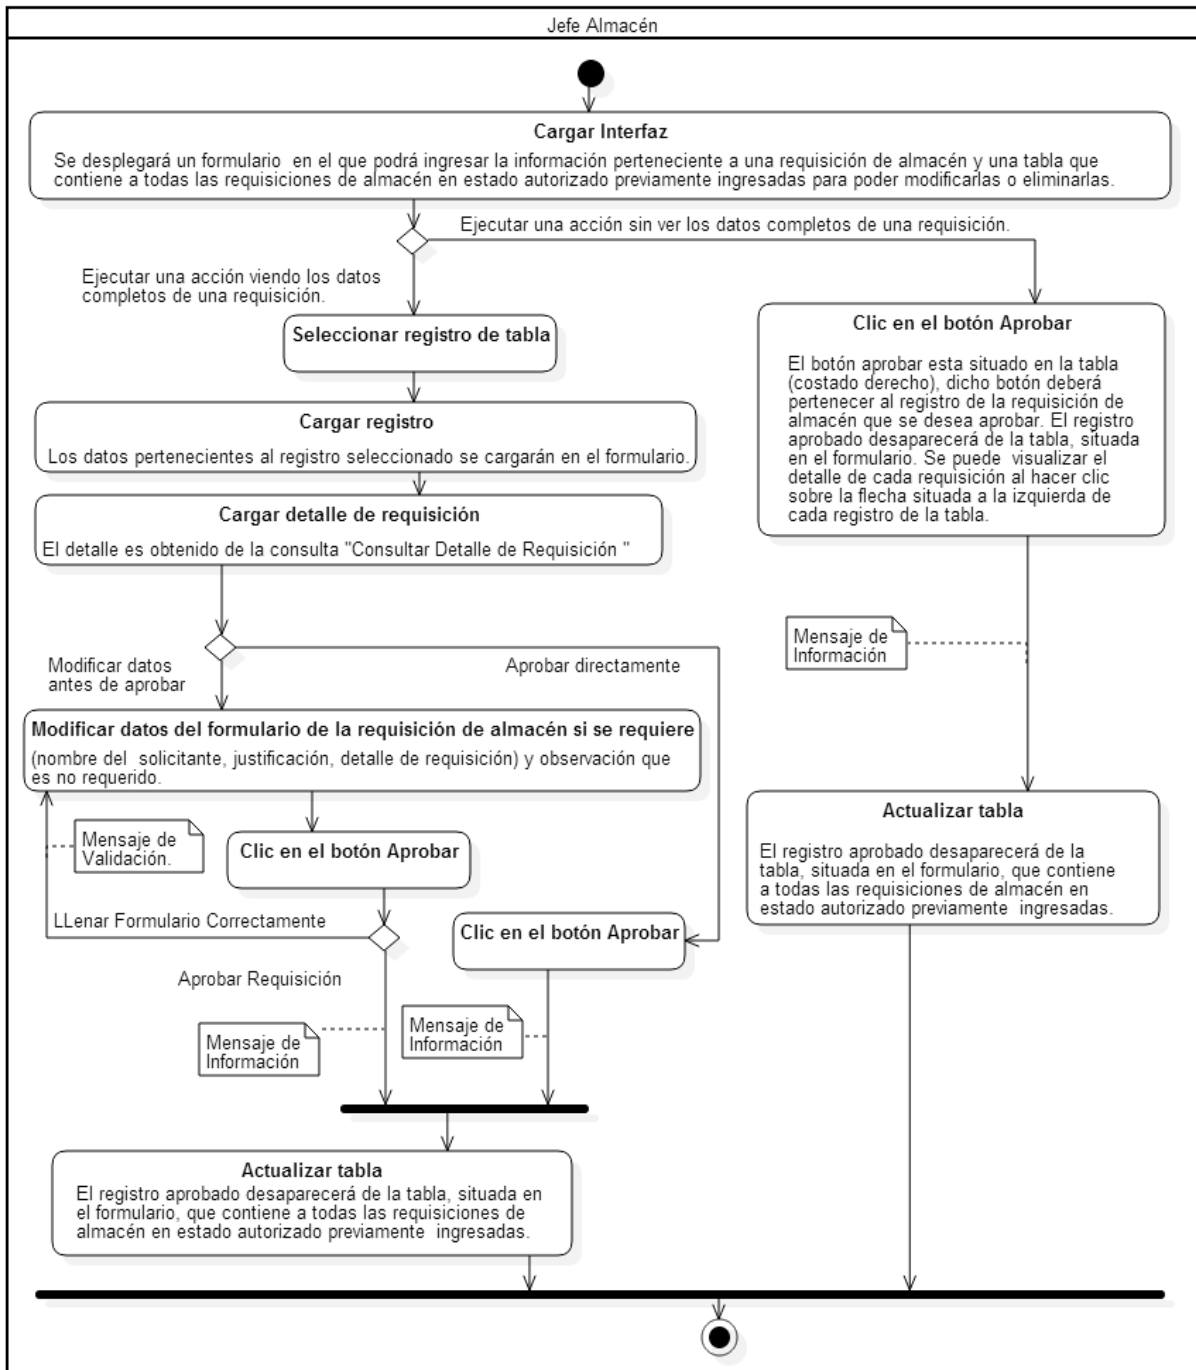 Jefe Almacén
Cargar Interfaz
Se desplegará un formulario en el que podrá ingresar la información perteneciente a una requisición de almacén y una tabla que
contiene a todas las requisiciones de almacén en estado autorizado previamente ingresadas para poder modificarlas o eliminarlas.
Ejecutar una acción sin ver los datos completos de una requisición.
Ejecutar una acción viendo los datos
completos de una requisición.
Seleccionar registro de tabla
Cargar registro
Los datos pertenecientes al registro seleccionado se cargarán en el formulario.
Cargar detalle de requisición
El detalle es obtenido de la consulta "Consultar Detalle de Requisición "
Clic en el botón Aprobar
El botón aprobar esta situado en la tabla
(costado derecho), dicho botón deberá
pertenecer al registro de la requisición de
almacén que se desea aprobar. El registro
aprobado desaparecerá de la tabla, situada
en el formulario. Se puede visualizar el
detalle de cada requisición al hacer clic
sobre la flecha situada a la izquierda de
cada registro de la tabla.
Mensaje de
Información
Modificar datos
antes de aprobar
Aprobar directamente
Modificar datos del formulario de la requisición de almacén si se requiere
(nombre del solicitante, justificación, detalle de requisición) y observación que
es no requerido.
Mensaje de
Validación.
Clic en el botón Aprobar
LLenar Formulario Correctamente
Clic en el botón Aprobar
Aprobar Requisición
Mensaje de
Información
Mensaje de
Información
Actualizar tabla
El registro aprobado desaparecerá de la
tabla, situada en el formulario, que contiene
a todas las requisiciones de almacén en
estado autorizado previamente ingresadas.
Actualizar tabla
El registro aprobado desaparecerá de la tabla, situada en
el formulario, que contiene a todas las requisiciones de
almacén en estado autorizado previamente ingresadas.